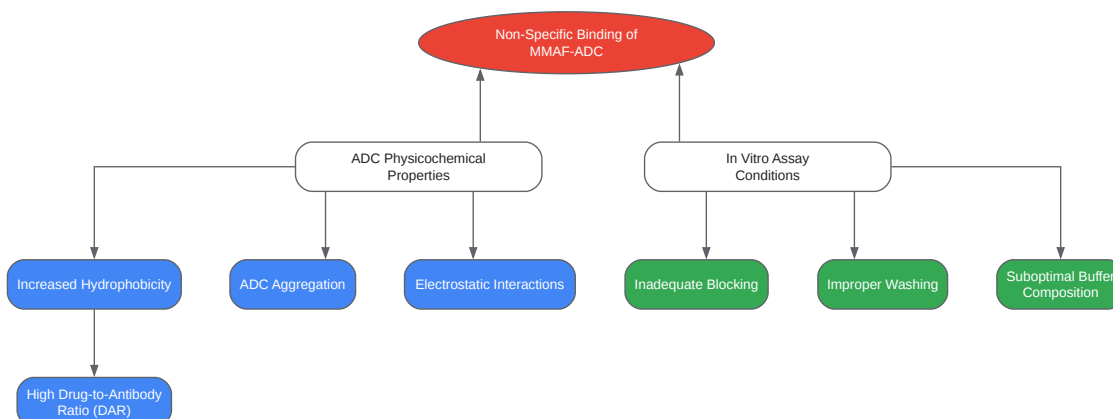 Non-Specific Binding of
MMAF-ADC
ADC Physicochemical
Properties
In Vitro Assay
Conditions
Increased Hydrophobicity
ADC Aggregation
Electrostatic Interactions
Inadequate Blocking
Improper Washing
Suboptimal Buffer
Composition
High Drug-to-Antibody
Ratio (DAR)